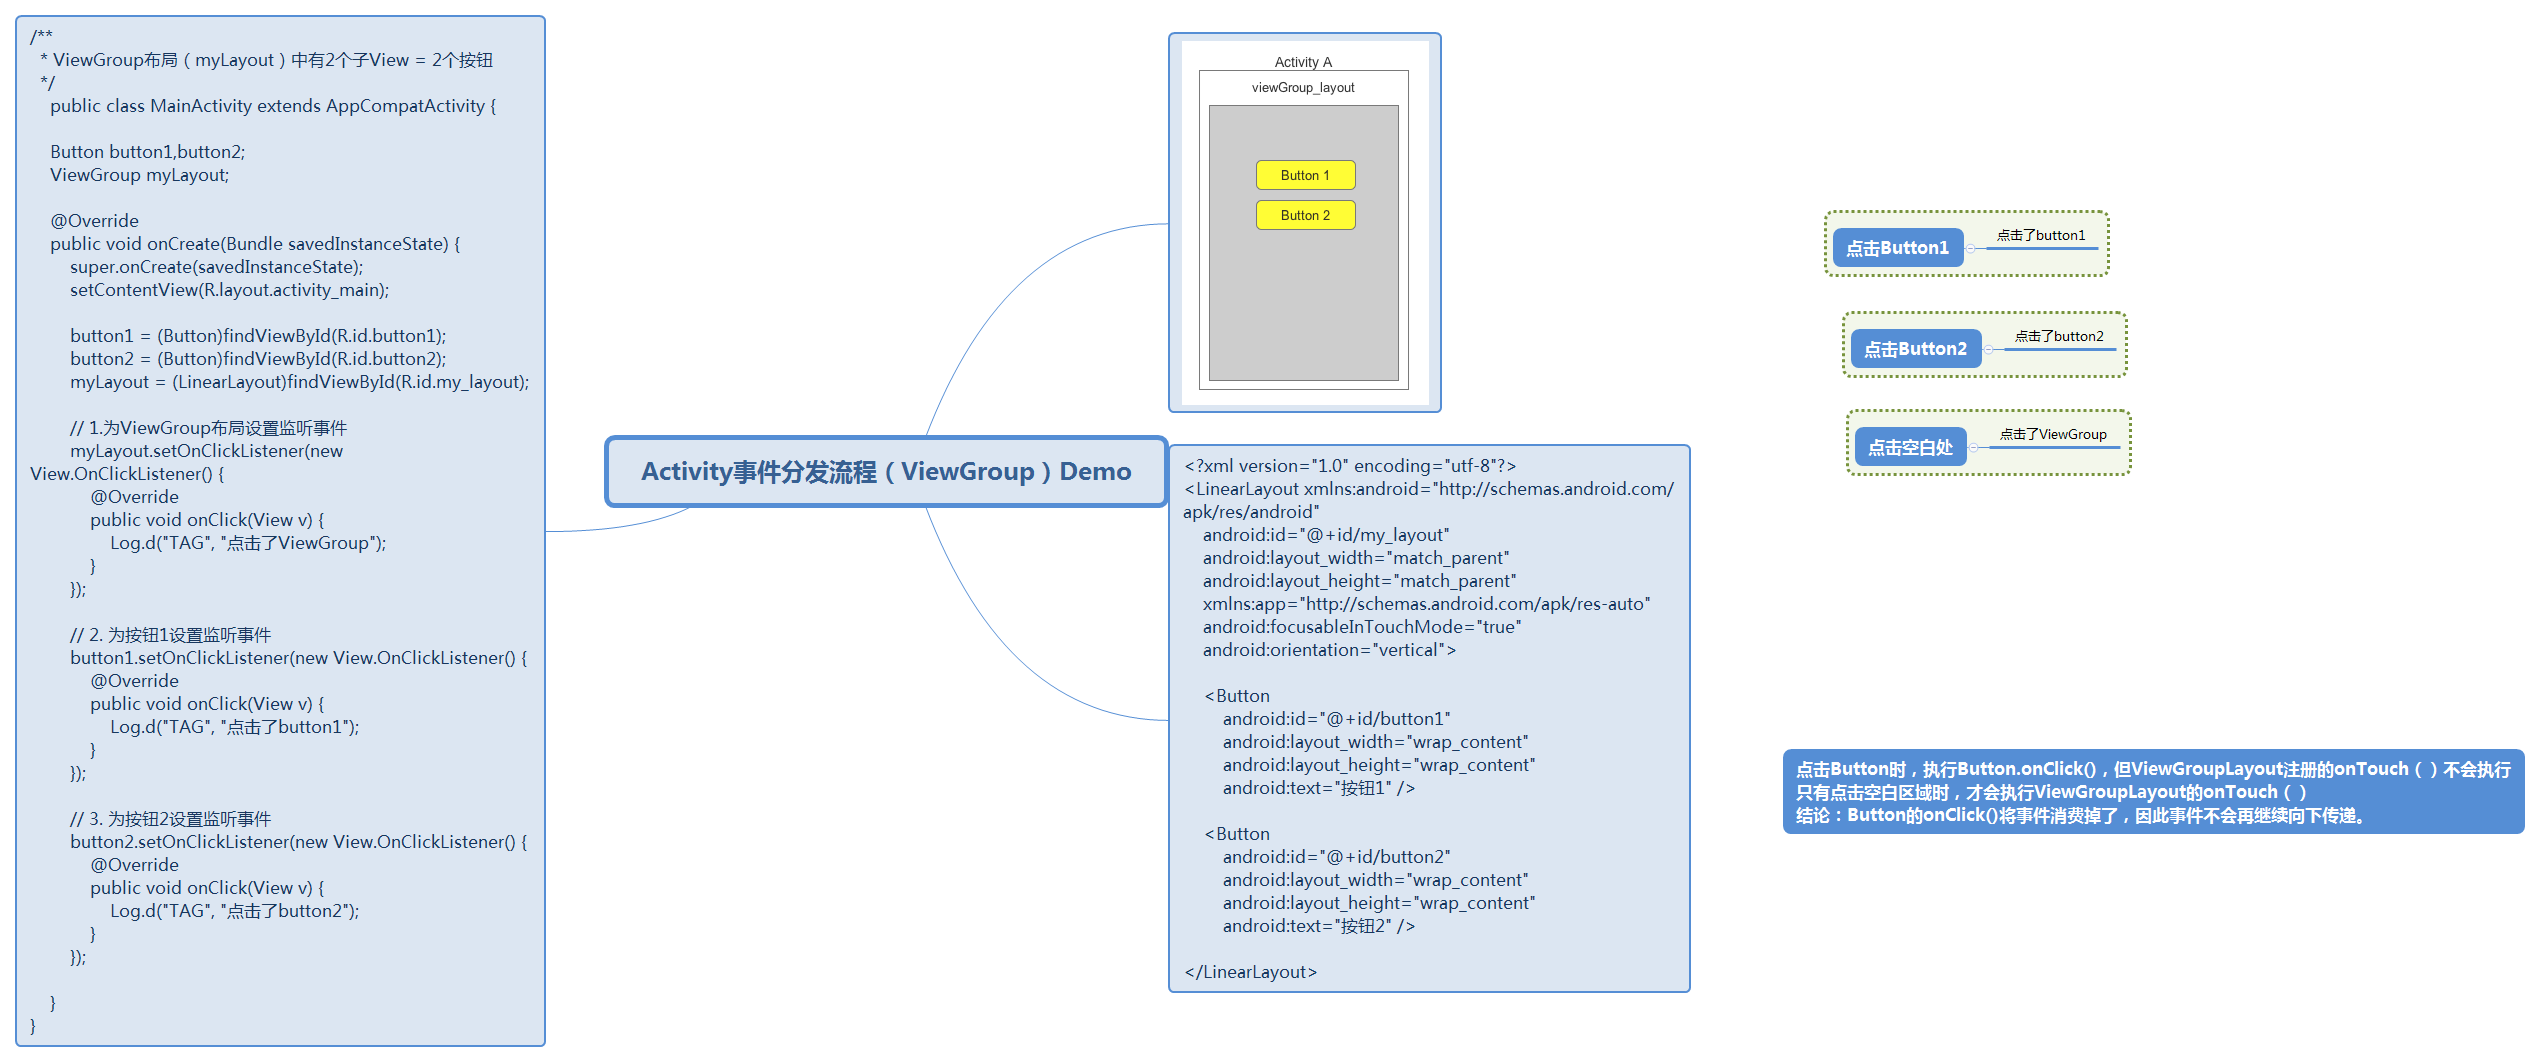 /**
 * ViewGroup布局（myLayout）中有2个子View = 2个按钮
 */
public class MainActivity extends AppCompatActivity {
Button button1,button2;
ViewGroup myLayout;
@Override
public void onCreate(Bundle savedInstanceState) {
super.onCreate(savedInstanceState);
setContentView(R.layout.activity_main);
button1 = (Button)findViewById(R.id.button1);
button2 = (Button)findViewById(R.id.button2);
myLayout = (LinearLayout)findViewById(R.id.my_layout);
// 1.为ViewGroup布局设置监听事件
myLayout.setOnClickListener(new
View.OnClickListener() {
@Override
public void onClick(View v) {
Log.d("TAG", "点击了ViewGroup");
}
});
// 2. 为按钮1设置监听事件
button1.setOnClickListener(new View.OnClickListener() {
@Override
public void onClick(View v) {
Log.d("TAG", "点击了button1");
}
});
// 3. 为按钮2设置监听事件
button2.setOnClickListener(new View.OnClickListener() {
@Override
public void onClick(View v) {
Log.d("TAG", "点击了button2");
}
});
}
}
Activity事件分发流程（ViewGroup）Demo
Activity A
viewGroup_layout
Button 1
Button 2
<?xml version="1.0" encoding="utf-8"?>
<LinearLayout xmlns:android="http://schemas.android.com/
apk/res/android"
android:id="@+id/my_layout"
android:layout_width="match_parent"
android:layout_height="match_parent"
xmlns:app="http://schemas.android.com/apk/res-auto"
android:focusableInTouchMode="true"
android:orientation="vertical">
<Button
android:id="@+id/button1"
android:layout_width="wrap_content"
android:layout_height="wrap_content"
android:text="按钮1" />
<Button
android:id="@+id/button2"
android:layout_width="wrap_content"
android:layout_height="wrap_content"
android:text="按钮2" />
</LinearLayout>
点击Button1
点击了button1
点击Button2
点击了button2
点击空白处
点击了ViewGroup
点击Button时，执行Button.onClick()，但ViewGroupLayout注册的onTouch（）不会执行
只有点击空白区域时，才会执行ViewGroupLayout的onTouch（）
结论：Button的onClick()将事件消费掉了，因此事件不会再继续向下传递。